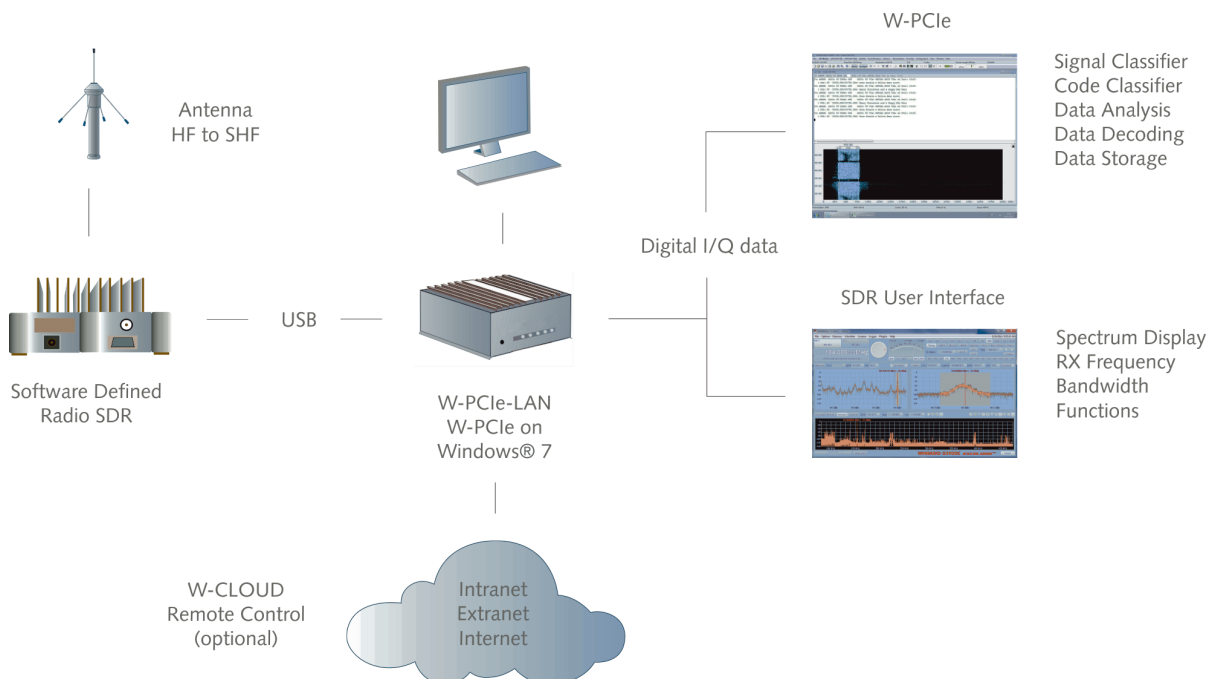 W-PCIe
Signal Classifier
Code Classifier
Data Analysis
Data Decoding
Data Storage
Antenna
HF to SHF
Digital I/Q data
SDR User Interface
USB
Spectrum Display
RX Frequency
Bandwidth
Functions
Software Defined
Radio SDR
W-PCIe-LAN
W-PCIe on
Windows® 7
W-CLOUD
Remote Control
(optional)
Intranet
Extranet
Internet